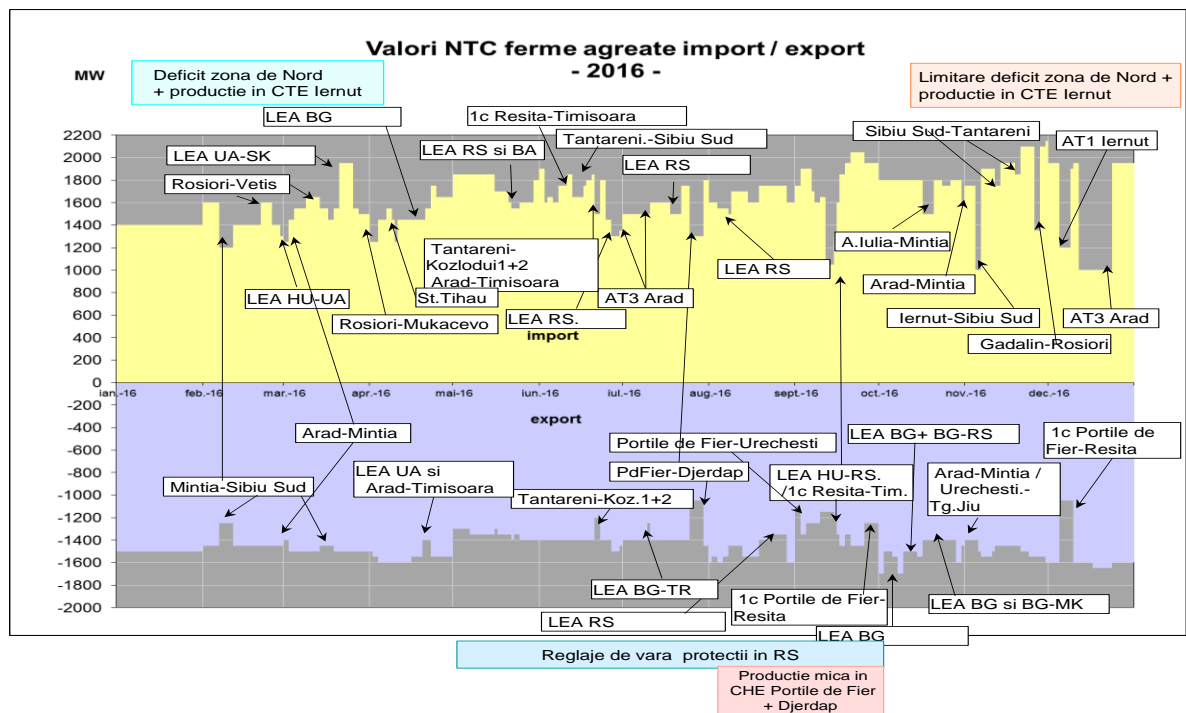 Valori NTC ferme agreate import / export
- 2016 -
MW
Deficit zona de Nord
+ productie in CTE Iernut
Limitare deficit zona de Nord +
productie in CTE Iernut
LEA BG
1c Resita-Timisoara
Tantareni.-Sibiu Sud
Sibiu Sud-Tantareni
AT1 Iernut
LEA UA-SK
LEA RS si BA
LEA RS
Rosiori-Vetis
A.Iulia-Mintia
Tantareni-
Kozlodui1+2
Arad-Timisoara
LEA RS
Arad-Mintia
LEA HU-UA
St.Tihau
AT3 Arad
Rosiori-Mukacevo
LEA RS.
Iernut-Sibiu Sud
AT3 Arad
Gadalin-Rosiori
import
2200
2000
1800
1600
1400
1200
1000
800
600
400
200
0
-200
-400
-600
-800
-1000
-1200
-1400
-1600
-1800
-2000
ian.-16
feb.-16
mar.-16
apr.-16
mai-16
iun.-16
iul.-16
aug.-16
sept.-16
oct.-16
nov.-16
dec.-16
export
Arad-Mintia
Portile de Fier-Urechesti
LEA BG+ BG-RS
1c Portile de
Fier-Resita
LEA UA si
Arad-Timisoara
PdFier-Djerdap
LEA HU-RS.
/1c Resita-Tim.
Arad-Mintia /
Urechesti.-
Tg.Jiu
Mintia-Sibiu Sud
Tantareni-Koz.1+2
LEA BG-TR
1c Portile de Fier-
Resita
LEA BG si BG-MK
LEA RS
LEA BG
Reglaje de vara protectii in RS
Productie mica in
CHE Portile de Fier
+ Djerdap